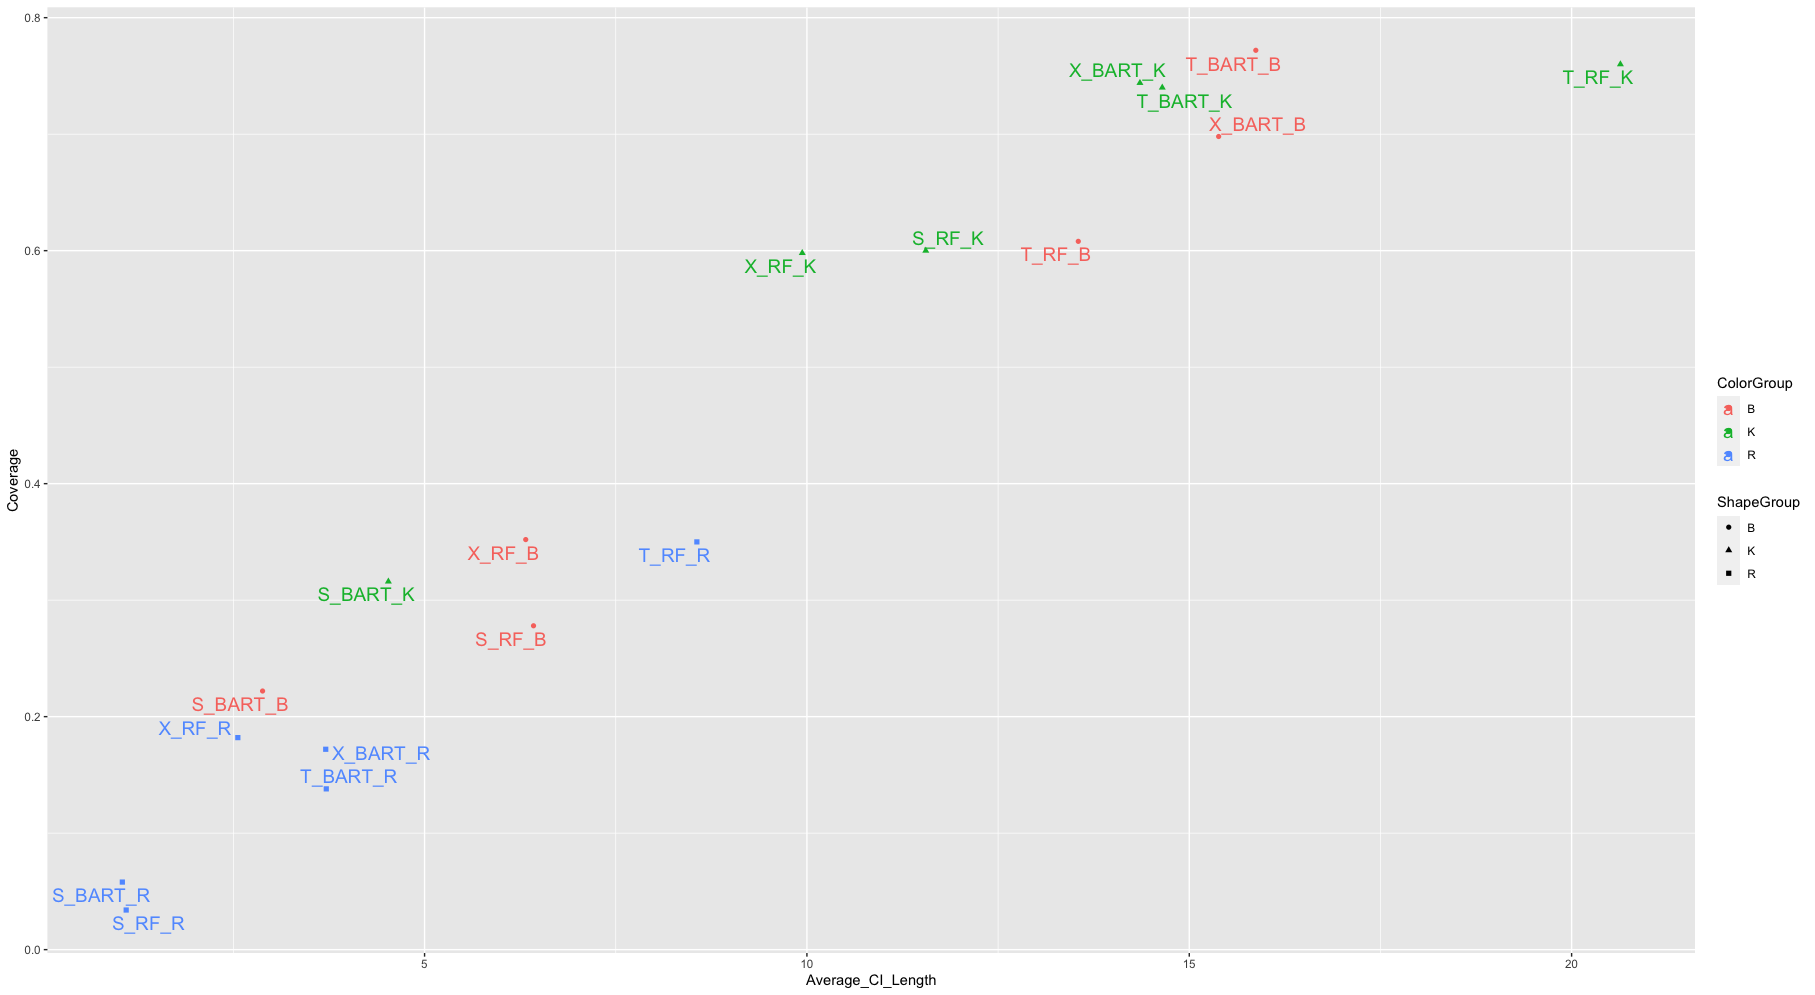 0.8
0.6
0.4
0.2
0.0
Coverage
T_BART_B
X_BART_K
T_RF_K
T_BART_K
X_BART_B
S_RF_K
T_RF_B
X_RF_K
X_RF_B
T_RF_R
S_BART_K
S_RF_B
S_BART_B
X_RF_R
X_BART_R
T_BART_R
S_BART_R
S_RF_R
5
10
15
20
Average_CI_Length
ColorGroup
a B
a K
a R
ShapeGroup
B
K
R